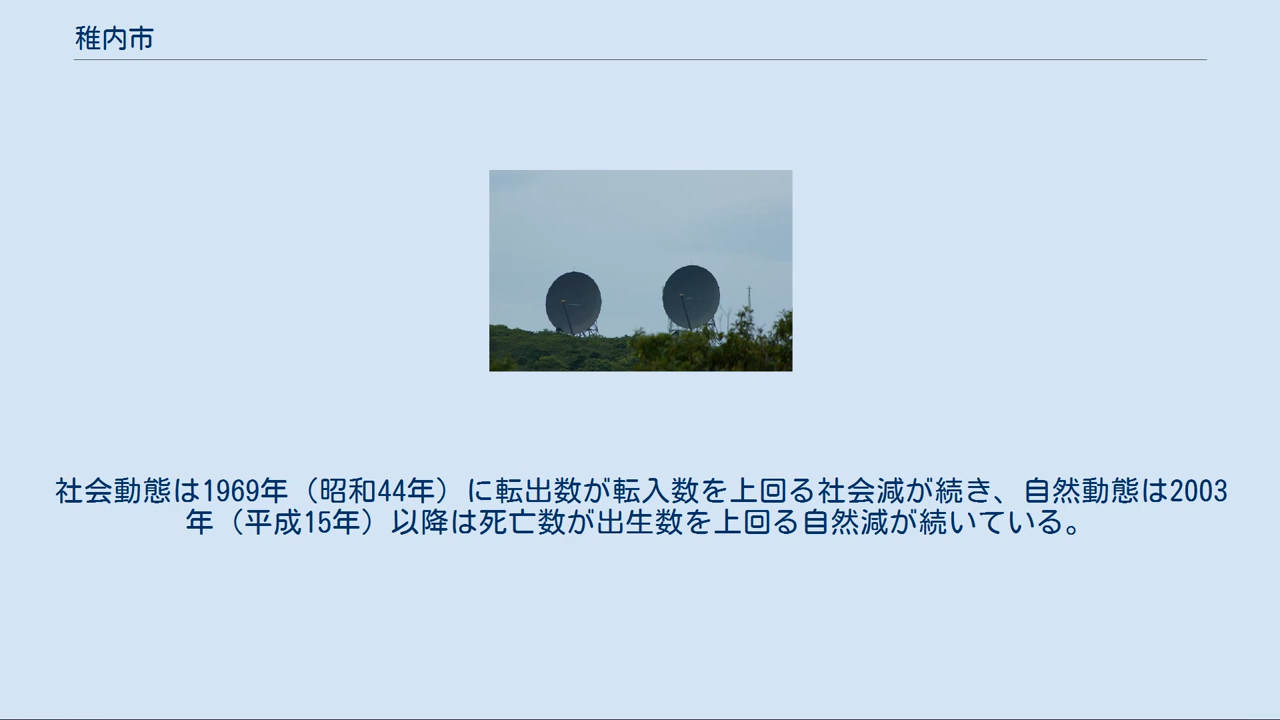 稚内市
社会動態は1969年（昭和44年）に転出数が転入数を上回る社会減が続き、自然動態は2003
年（平成15年）以降は死亡数が出生数を上回る自然減が続いている。